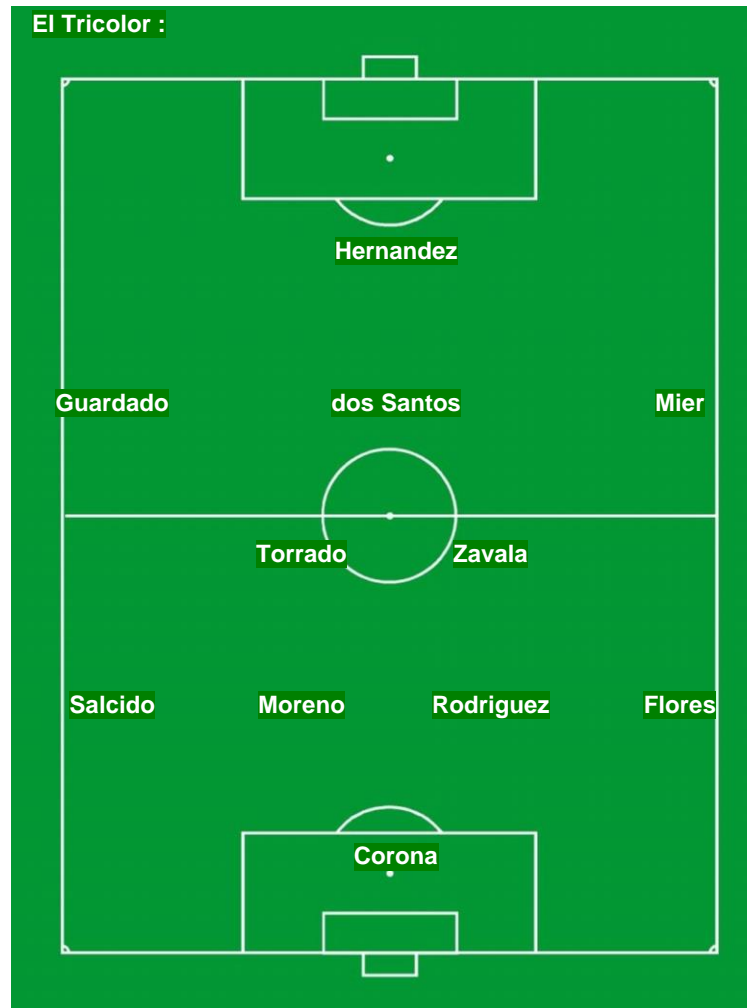 El Tricolor :
Hernandez
Guardado dos Santos Mier
Torrado Zavala
Salcido Moreno Rodriguez Flores
Corona